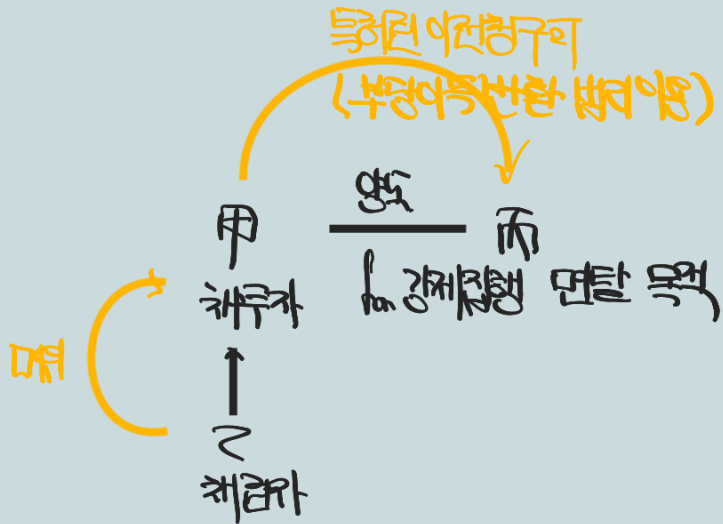 특허권 이전청구의
(부당이득반환 법리 이용)
양도
甲 丙
채무자 for 강제집행 면탈 목적
대위
乙
채권자